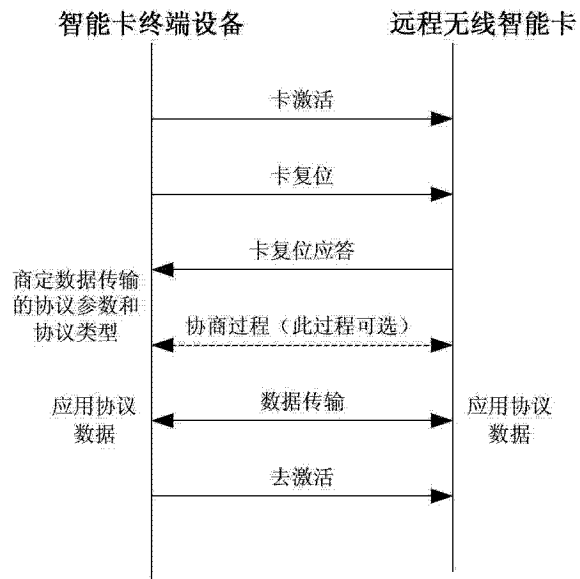 智能卡终端设备
远程无线智能卡
卡激活
卡复位
卡复位应答
商定数据传输
的协议参数和
协议类型
协商过程（此过程可选）
应用协议
数据
数据传输
应用协议
数据
去激活